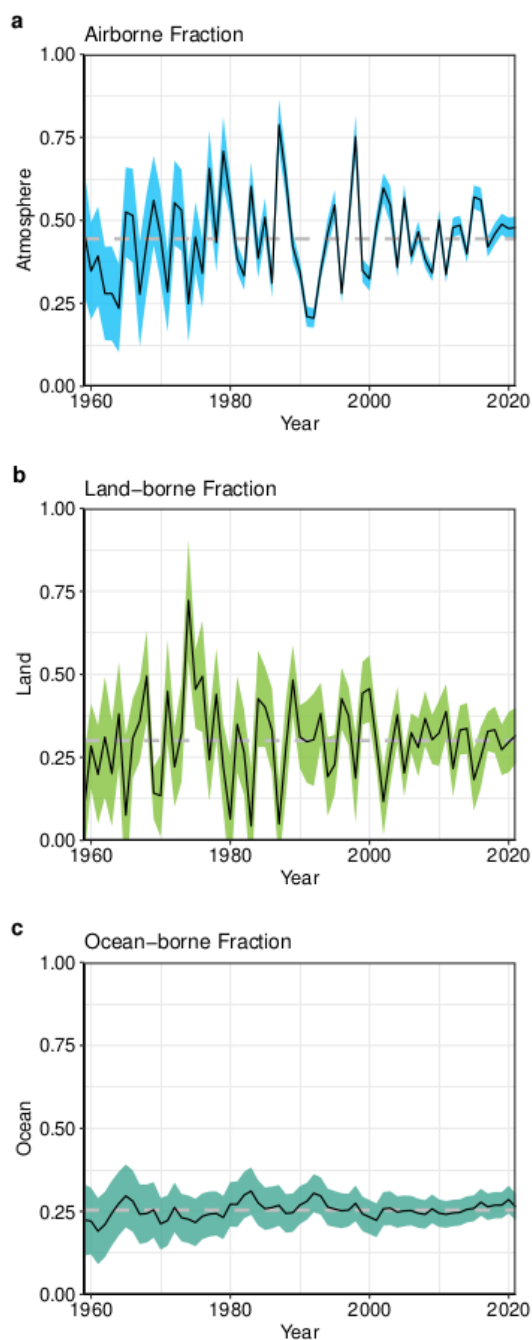 a
Airborne Fraction
1.00
0.75
0.50
0.25
0.00
Atmosphere
1960 1980 2000 2020
Year
b
Land-borne Fraction
1.00
0.75
0.50
0.25
0.00
Land
1960 1980 2000 2020
Year
c
Ocean-borne Fraction
1.00
0.75
0.50
0.25
0.00
Ocean
1960 1980 2000 2020
Year